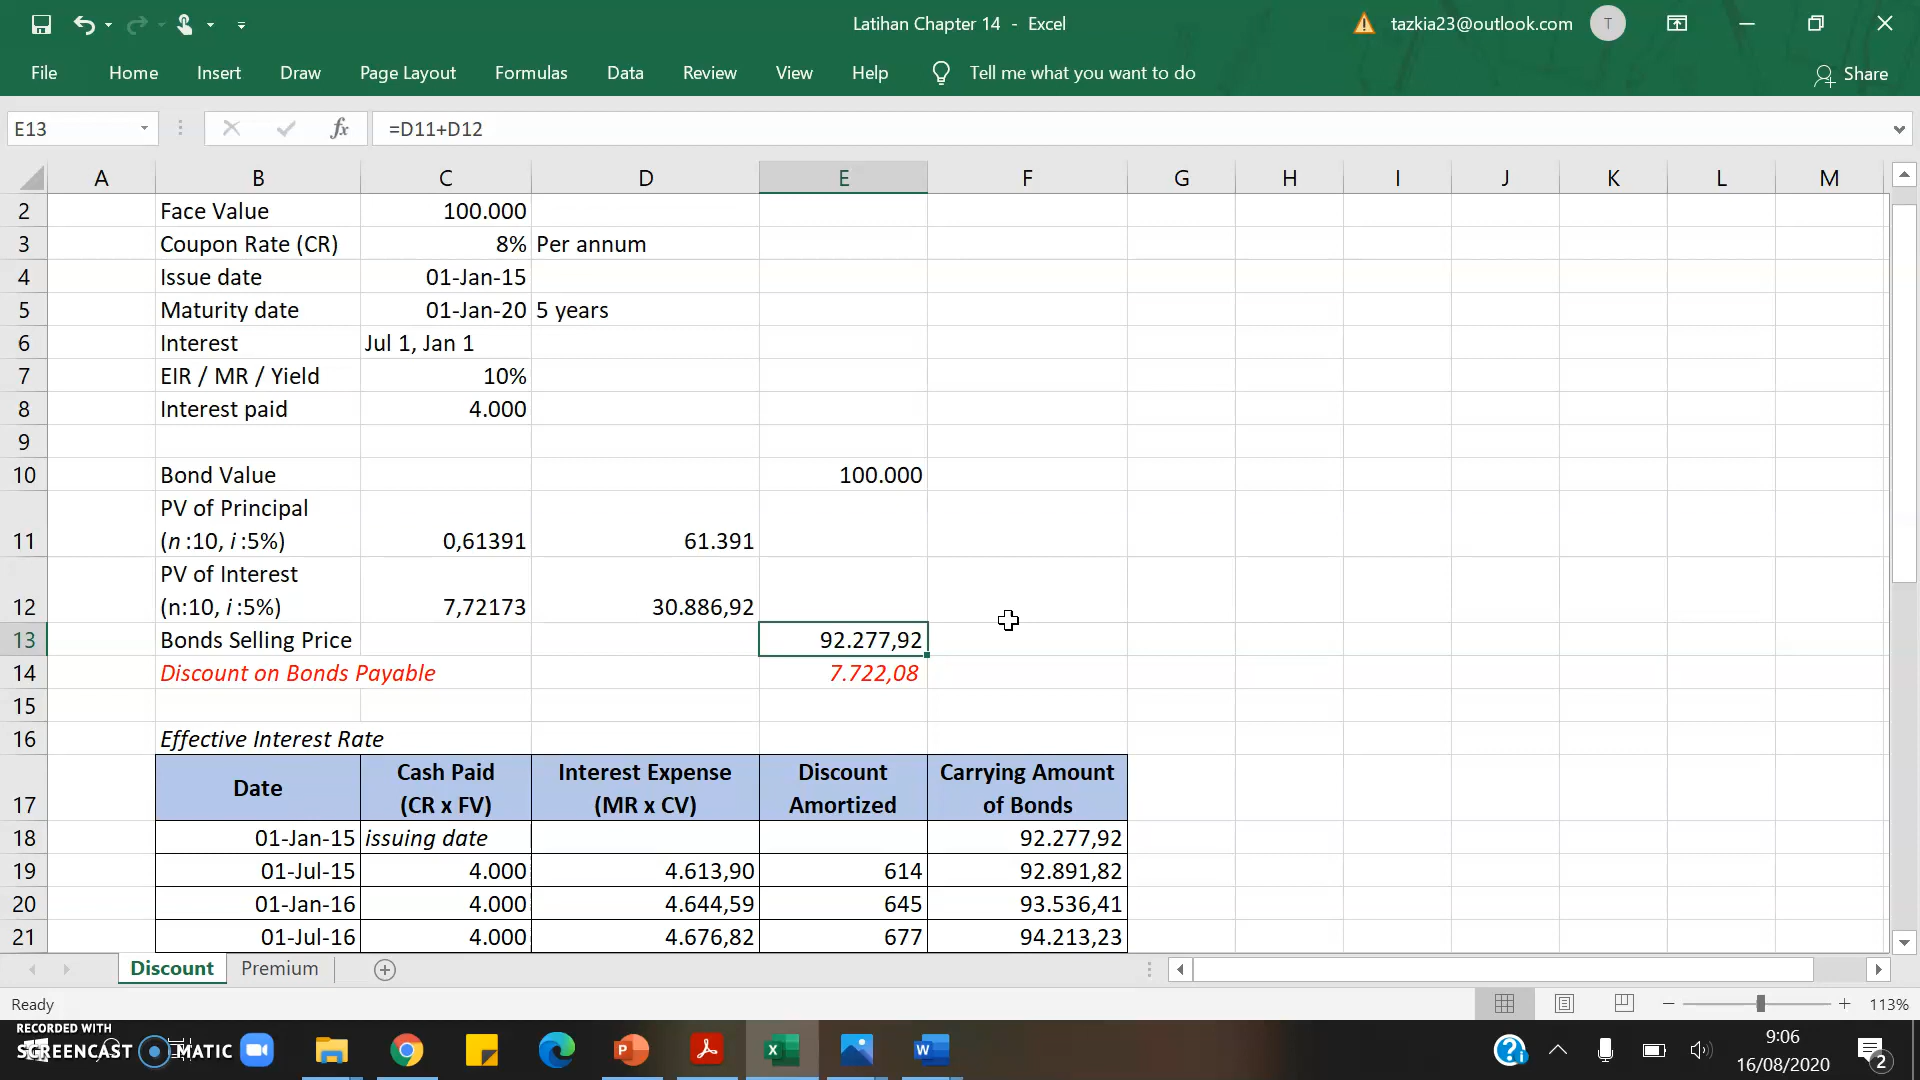 Latihan Chapter 14 - Excel
tazkia23@outlook.com
T
File Home Insert Draw Page Layout Formulas Data Review View Help Tell me what you want to do Share
E13 fx =D11+D12
A B C D E F G H I J K L M
2 Face Value 100.000
3 Coupon Rate (CR) 8% Per annum
4 Issue date 01-Jan-15
5 Maturity date 01-Jan-20 5 years
6 Interest Jul 1, Jan 1
7 EIR / MR / Yield 10%
8 Interest paid 4.000
9
10 Bond Value 100.000
PV of Principal
11 (n :10, i :5%) 0,61391 61.391
PV of Interest
12 (n:10, i :5%) 7,72173 30.886,92
13 Bonds Selling Price 92.277,92
14 Discount on Bonds Payable 7.722,08
15
16 Effective Interest Rate
Date Cash Paid Interest Expense Discount Carrying Amount
17 (CR x FV) (MR x CV) Amortized of Bonds
18 01-Jan-15 issuing date 92.277,92
19 01-Jul-15 4.000 4.613,90 614 92.891,82
20 01-Jan-16 4.000 4.644,59 645 93.536,41
21 01-Jul-16 4.000 4.676,82 677 94.213,23
Discount Premium
Ready 113%
RECORDED WITH
SCREENCAST MATIC
9:06
16/08/2020
2